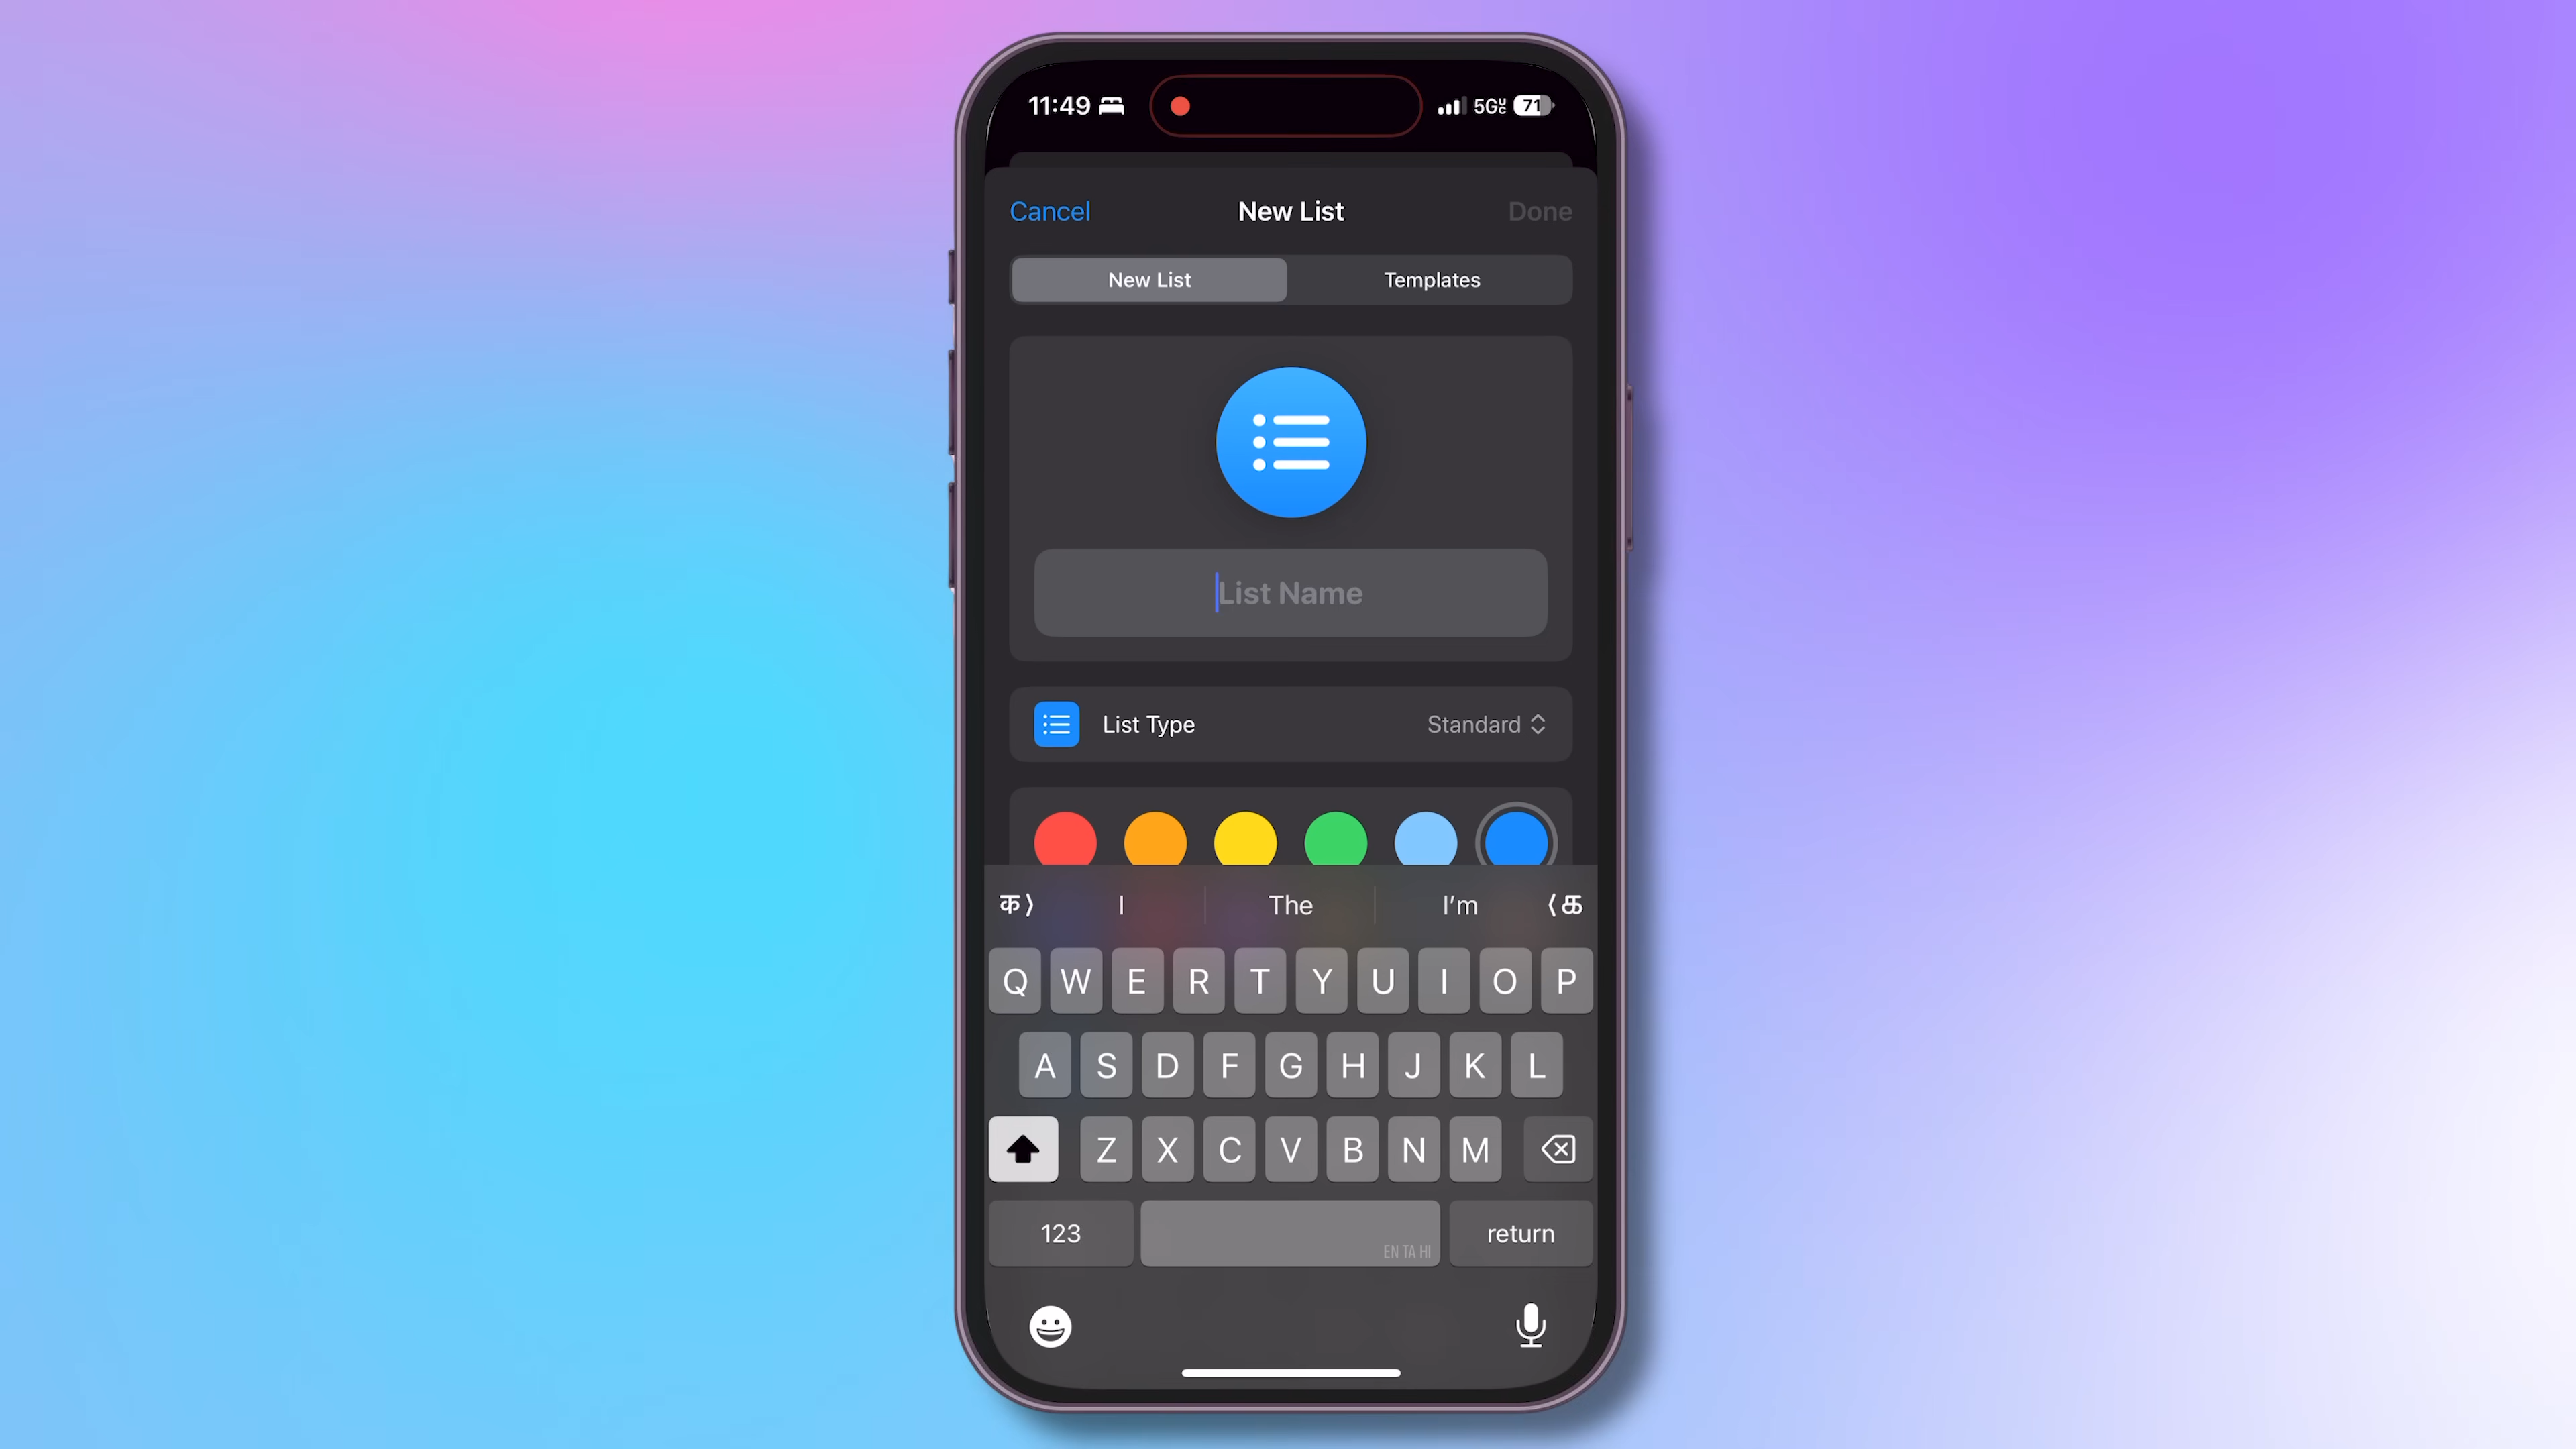 11:49 5Gᵁc 71
Cancel New List Done
New List Templates
List Name
List Type Standard
क I The I’m க
Q W E R T Y U I O P
A S D F G H J K L
Z X C V B N M
123 EN TA HI return